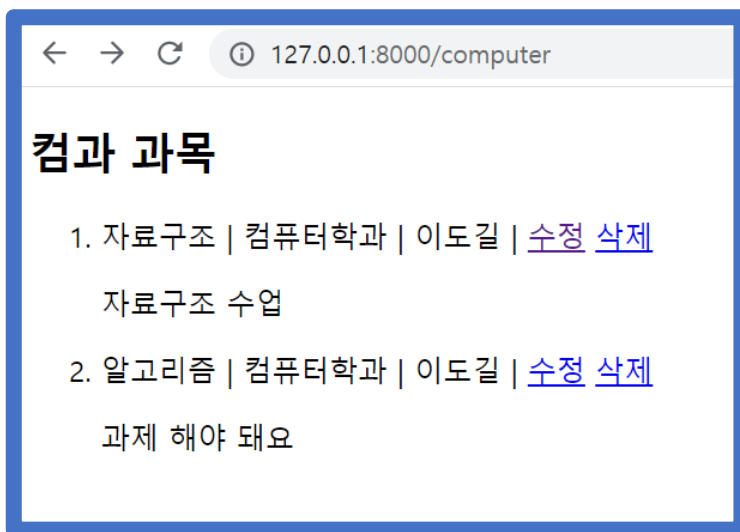 127.0.0.1:8000/computer
컴과 과목
1. 자료구조 | 컴퓨터학과 | 이도길 | 수정 삭제
자료구조 수업
2. 알고리즘 | 컴퓨터학과 | 이도길 | 수정 삭제
과제 해야 돼요